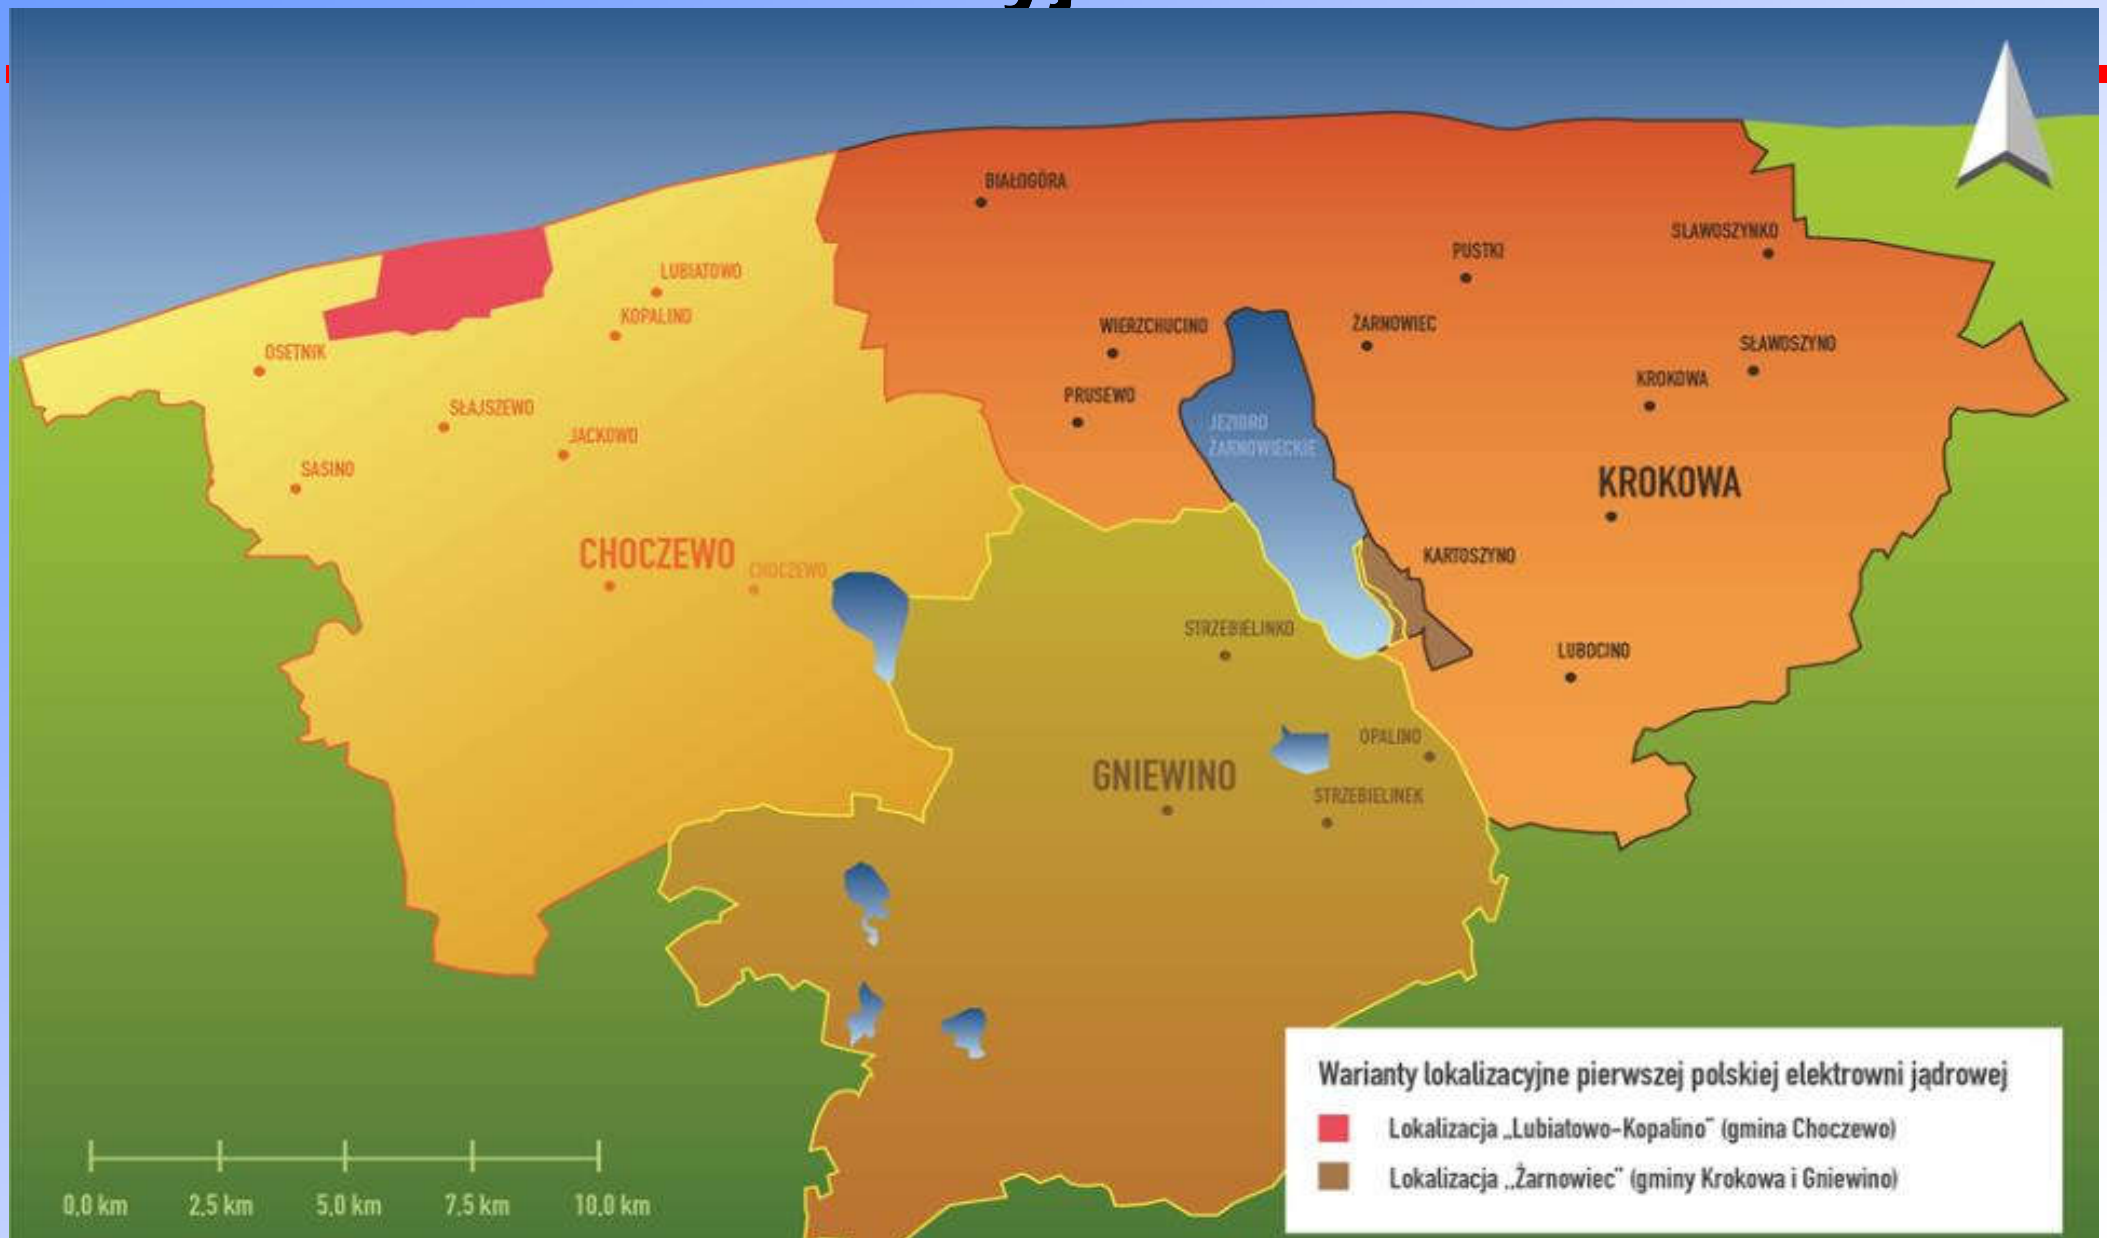 BIAŁOGÓRA
SLAWOSZYNKO
PUSTKI
LUBIATOWO
KOPALINO
WIERZCHUCINO
ŻARNOWIEC
SŁAWOSZYNO
OSETNIK
KROKOWA
PRUSEWO
SŁAJSZEWO
JEZIORO
ŻARNOWIECKIE
JACKOWO
SASINO
KROKOWA
CHOCZEWO
CHOCZEWO
KARTOSZYNO
STRZEBIELINKO
LUBOCINO
OPALINO
GNIEWINO
STRZEBIELINEK
Warianty lokalizacyjne pierwszej polskiej elektrowni jądrowej
Lokalizacja „Lubiatowo-Kopalino” (gmina Choczewo)
Lokalizacja „Żarnowiec” (gminy Krokowa i Gniewino)
0,0 km 2,5 km 5,0 km 7,5 km 10,0 km